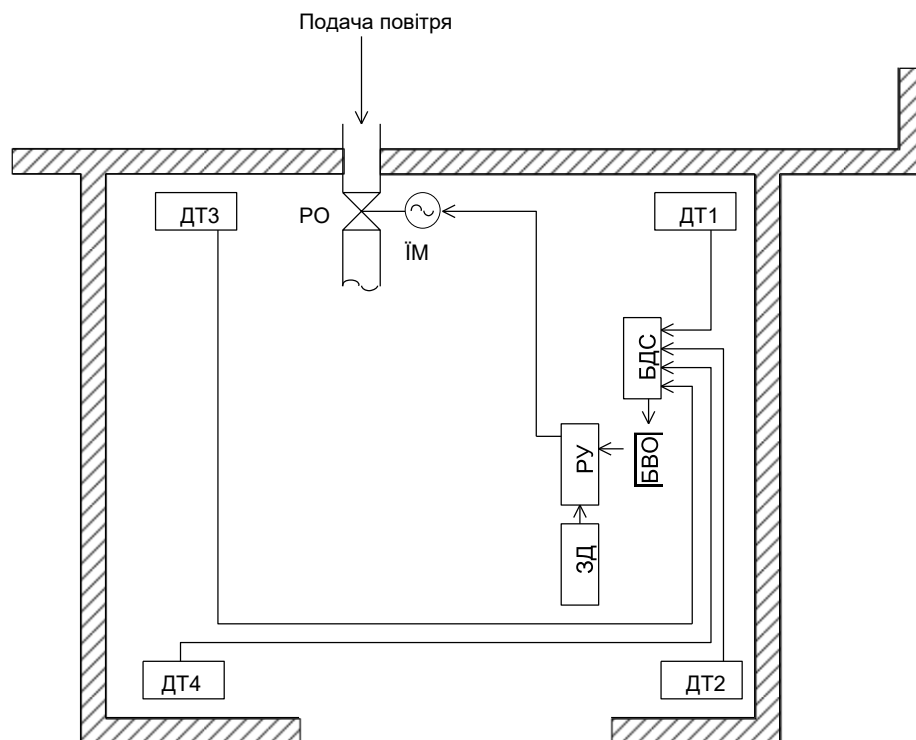 Подача повітря
ДТ3
РО
ЇМ
ДТ1
БДС
РУ
БВО
ЗД
ДТ4
ДТ2